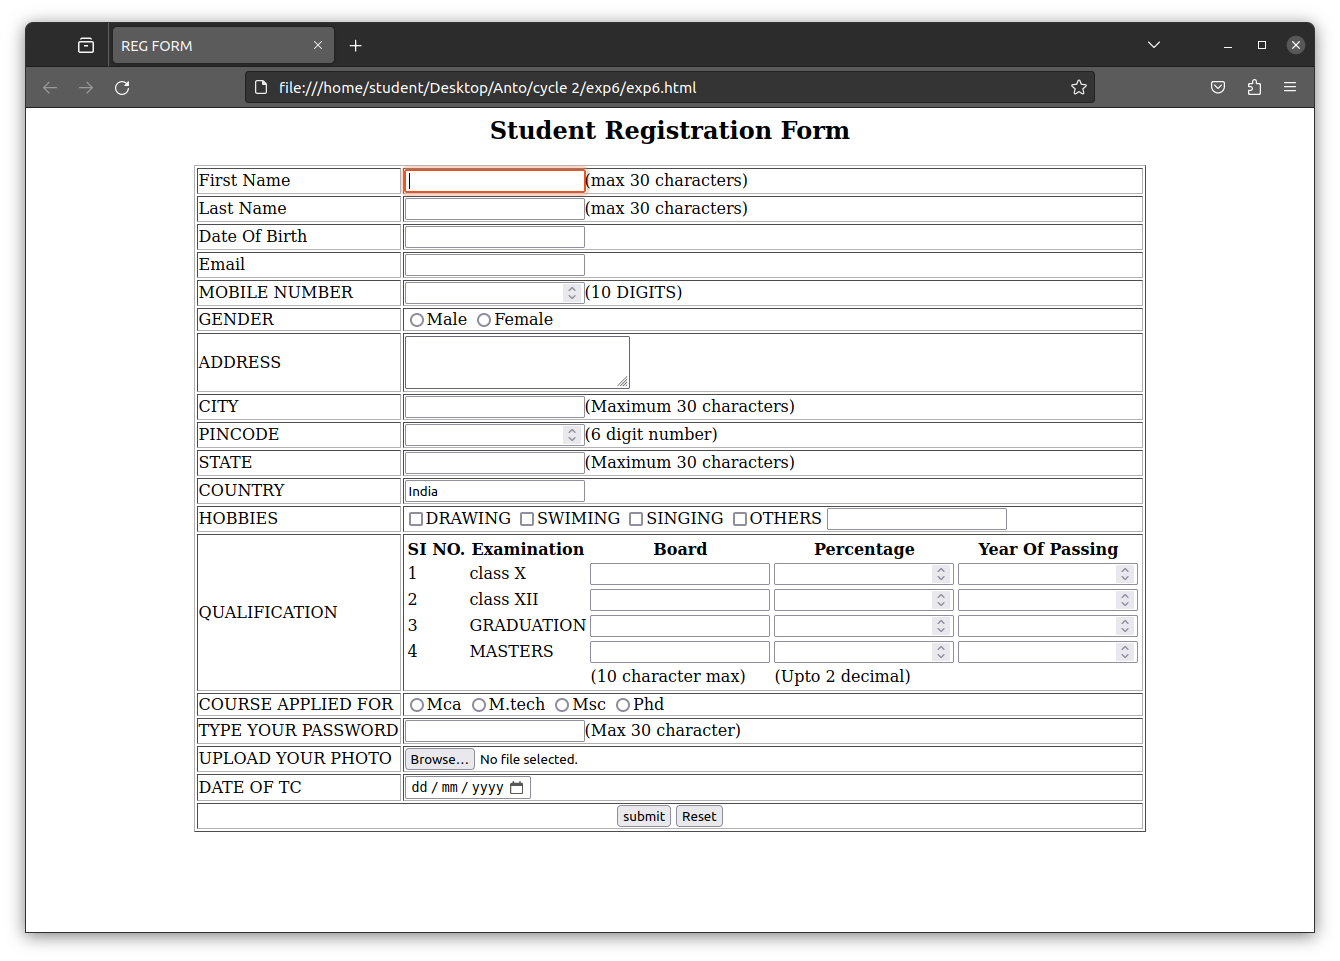 REG FORM
file:///home/student/Desktop/Anto/cycle 2/exp6/exp6.html
Student Registration Form
First Name (max 30 characters)
Last Name (max 30 characters)
Date Of Birth
Email
MOBILE NUMBER (10 DIGITS)
GENDER Male Female
ADDRESS
CITY (Maximum 30 characters)
PINCODE (6 digit number)
STATE (Maximum 30 characters)
COUNTRY India
HOBBIES DRAWING SWIMING SINGING OTHERS
QUALIFICATION
SI NO. Examination Board Percentage Year Of Passing
1 class X
2 class XII
3 GRADUATION
4 MASTERS
(10 character max) (Upto 2 decimal)
COURSE APPLIED FOR Mca M.tech Msc Phd
TYPE YOUR PASSWORD (Max 30 character)
UPLOAD YOUR PHOTO Browse... No file selected.
DATE OF TC dd/mm/yyyy
submit Reset